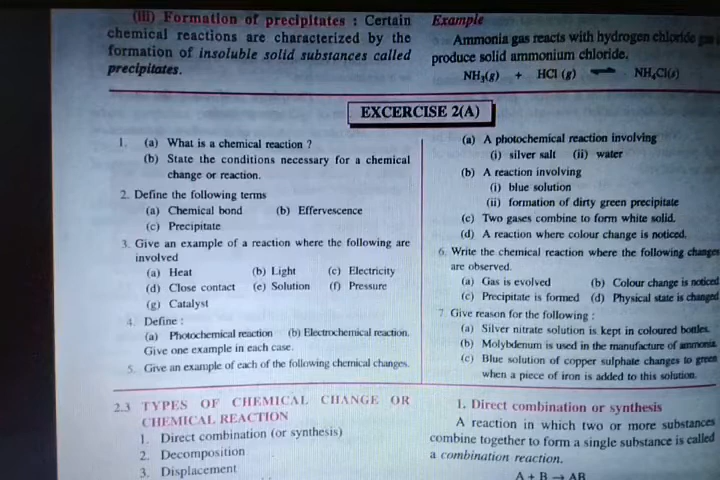 (iii) Formation of precipitates : Certain
chemical reactions are characterized by the
formation of insoluble solid substances called
precipitates.
Example
Ammonia gas reacts with hydrogen chloride gas
produce solid ammonium chloride.
NH₃(g) + HCl (g) ⇌ NH₄Cl(s)
EXCERCISE 2(A)
1. (a) What is a chemical reaction ?
(b) State the conditions necessary for a chemical
change or reaction.
2. Define the following terms
(a) Chemical bond (b) Effervescence
(c) Precipitate
3. Give an example of a reaction where the following are
involved
(a) Heat (b) Light (c) Electricity
(d) Close contact (e) Solution (f) Pressure
(g) Catalyst
4. Define :
(a) Photochemical reaction (b) Electrochemical reaction.
Give one example in each case.
5. Give an example of each of the following chemical changes.
(a) A photochemical reaction involving
(i) silver salt (ii) water
(b) A reaction involving
(i) blue solution
(ii) formation of dirty green precipitate
(c) Two gases combine to form white solid.
(d) A reaction where colour change is noticed.
6. Write the chemical reaction where the following changes
are observed.
(a) Gas is evolved (b) Colour change is noticed
(c) Precipitate is formed (d) Physical state is changed
7. Give reason for the following :
(a) Silver nitrate solution is kept in coloured bottles.
(b) Molybdenum is used in the manufacture of ammonia.
(c) Blue solution of copper sulphate changes to green
when a piece of iron is added to this solution.
2.3 TYPES OF CHEMICAL CHANGE OR
CHEMICAL REACTION
1. Direct combination (or synthesis)
2. Decomposition
3. Displacement
1. Direct combination or synthesis
A reaction in which two or more substances
combine together to form a single substance is called
a combination reaction.
A + B → AB